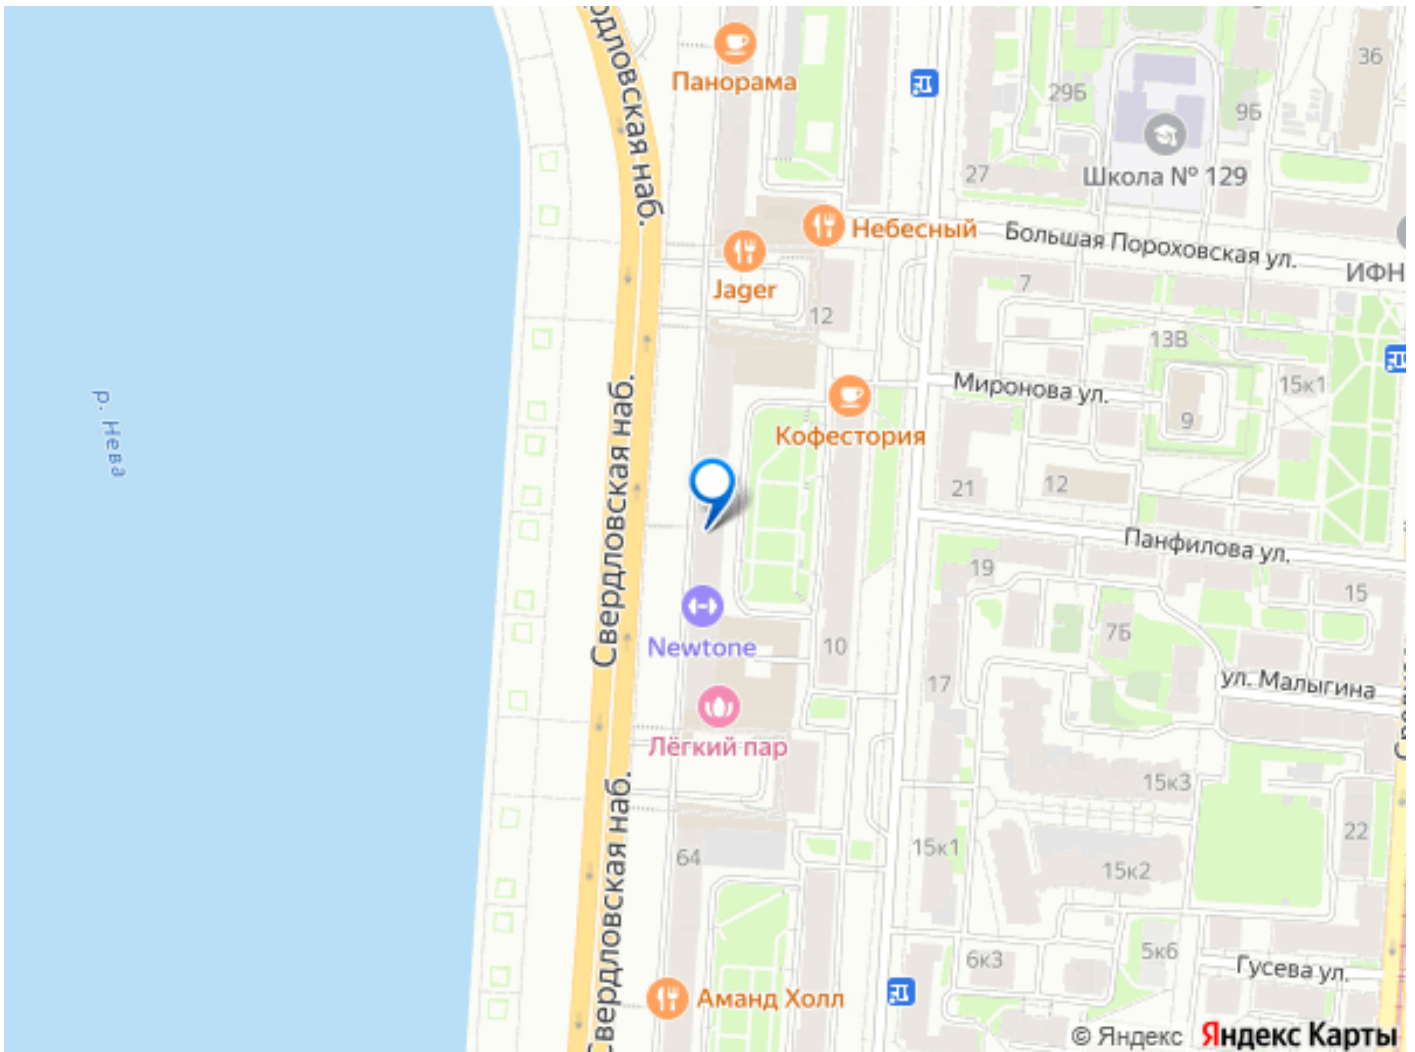 Свердловская наб.
Панорама
36
29Б
9Б
Школа № 129
27
Небесный
Большая Пороховская ул.
ИФН
Jager
7
12
13В
Миронова ул.
15к1
9
Кофестория
р. Нева
Свердловская наб.
21
12
Панфилова ул.
19
15
7Б
10
Newtone
17
ул. Малыгина
Лёгкий пар
15к3
Свердловская наб.
64
15к1
22
15к2
5к6
6к3
Гусева ул.
Аманд Холл
© Яндекс Яндекс Карты